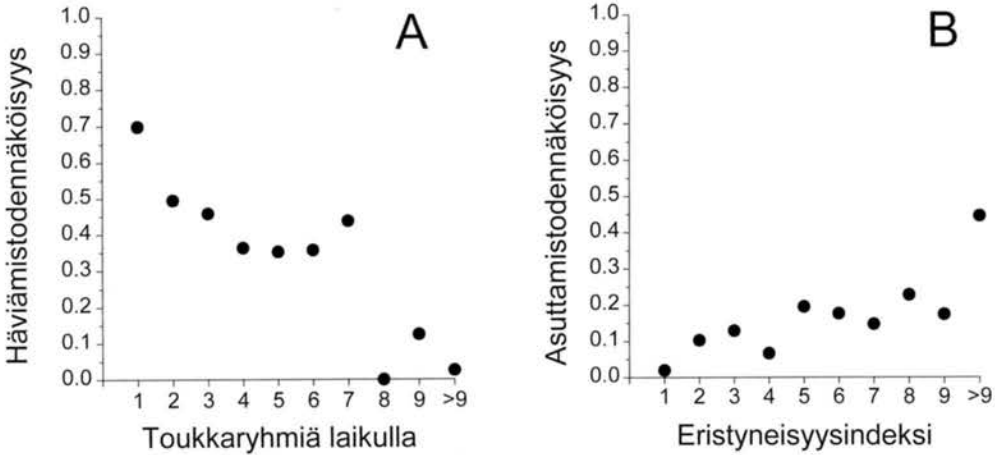 A
Häviämistodennäköisyys
1.0
0.9
0.8
0.7
0.6
0.5
0.4
0.3
0.2
0.1
0.0
1 2 3 4 5 6 7 8 9 >9
Toukkaryhmiä laikulla
B
Asuttamistodennäköisyys
1.0
0.9
0.8
0.7
0.6
0.5
0.4
0.3
0.2
0.1
0.0
1 2 3 4 5 6 7 8 9 >9
Eristyneisyysindeksi